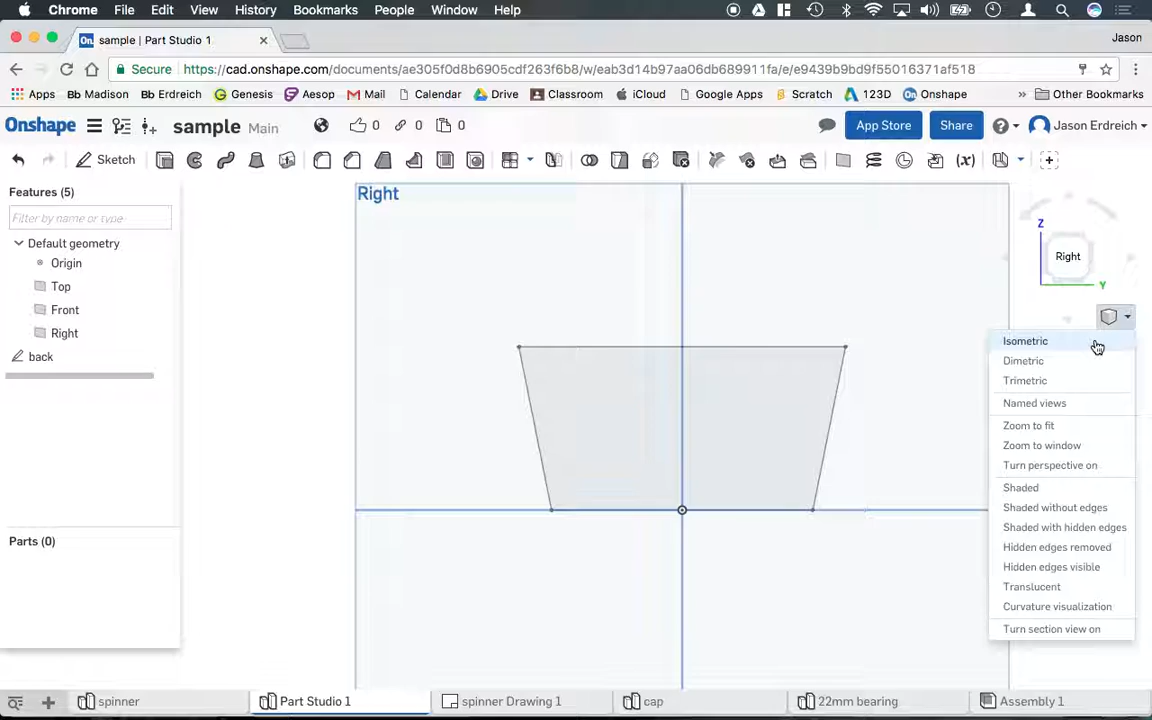 Chrome File Edit View History Bookmarks People Window Help
On sample | Part Studio 1 ×
Jason
Secure https://cad.onshape.com/documents/ae305f0d8b6905cdf263f6b8/w/eab3d14b97aa06db689911fa/e/e9439b9bd9f55016371af518
Apps Bb Madison Bb Erdreich Genesis Aesop Mail Calendar Drive Classroom iCloud Google Apps Scratch 123D Onshape » Other Bookmarks
Onshape sample Main 0 0 0 App Store Share Jason Erdreich
Sketch (x)
Features (5)
Filter by name or type
Default geometry
Origin
Top
Front
Right
back
Parts (0)
Right
Z
Right
Y
Isometric
Dimetric
Trimetric
Named views
Zoom to fit
Zoom to window
Turn perspective on
Shaded
Shaded without edges
Shaded with hidden edges
Hidden edges removed
Hidden edges visible
Translucent
Curvature visualization
Turn section view on
spinner Part Studio 1 spinner Drawing 1 cap 22mm bearing Assembly 1